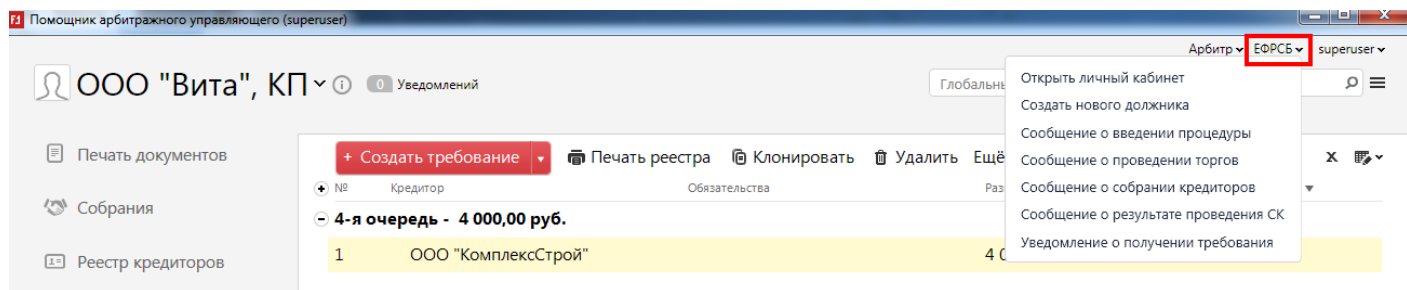 Помощник арбитражного управляющего (superuser)
Арбитр ЕФРСБ superuser
ООО "Вита", КП 0 Уведомлений
Глобальн
Открыть личный кабинет
Создать нового должника
Сообщение о введении процедуры
Сообщение о проведении торгов
Сообщение о собрании кредиторов
Сообщение о результате проведения СК
Уведомление о получении требования
Печать документов
Собрания
Реестр кредиторов
+ Создать требование Печать реестра Клонировать Удалить Ещё
№ Кредитор Обязательства Раз
4-я очередь - 4 000,00 руб.
1 ООО "КомплексСтрой" 4 0